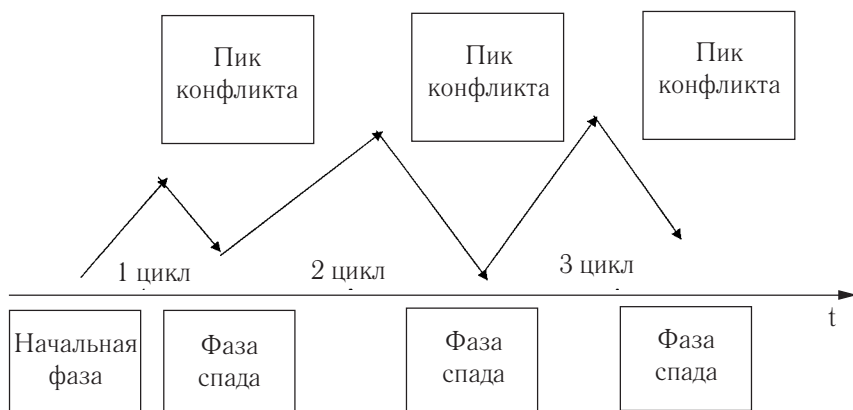 Пик
конфликта
Пик
конфликта
Пик
конфликта
1 цикл
2 цикл
3 цикл
t
Начальная
фаза
Фаза
спада
Фаза
спада
Фаза
спада